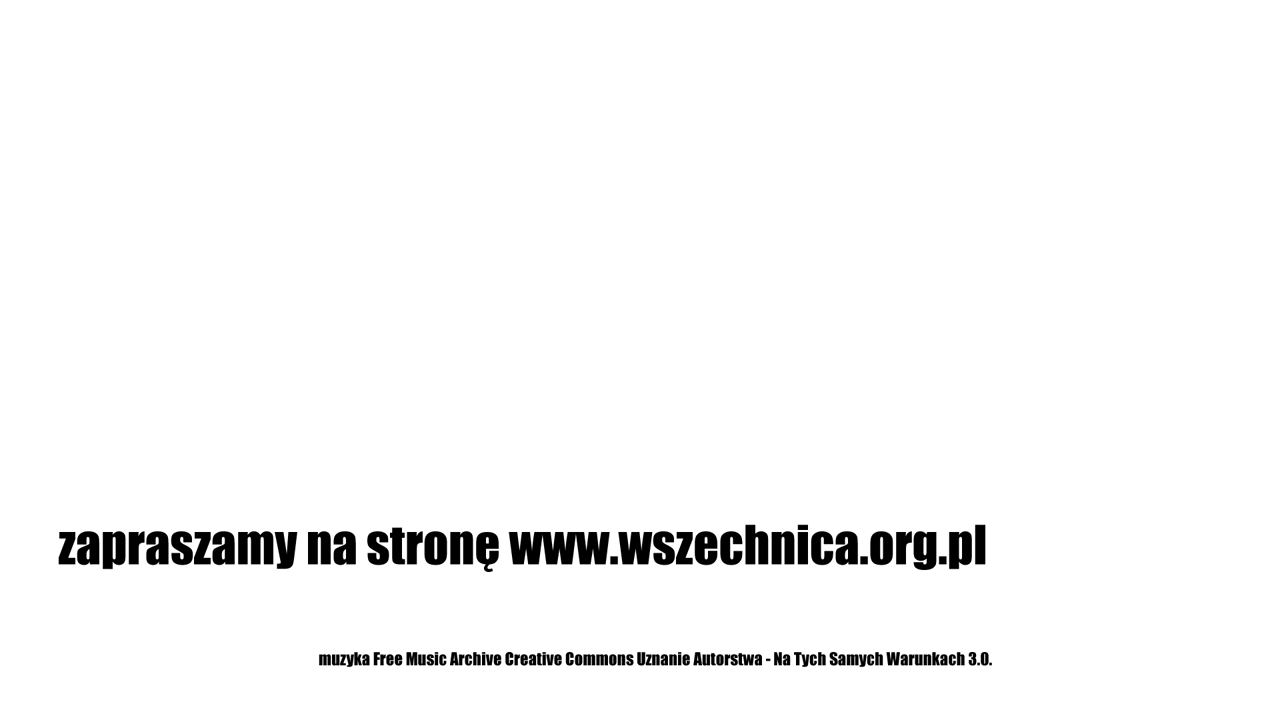 zapraszamy na stronę www.wszechnica.org.pl
muzyka Free Music Archive Creative Commons Uznanie Autorstwa - Na Tych Samych Warunkach 3.0.